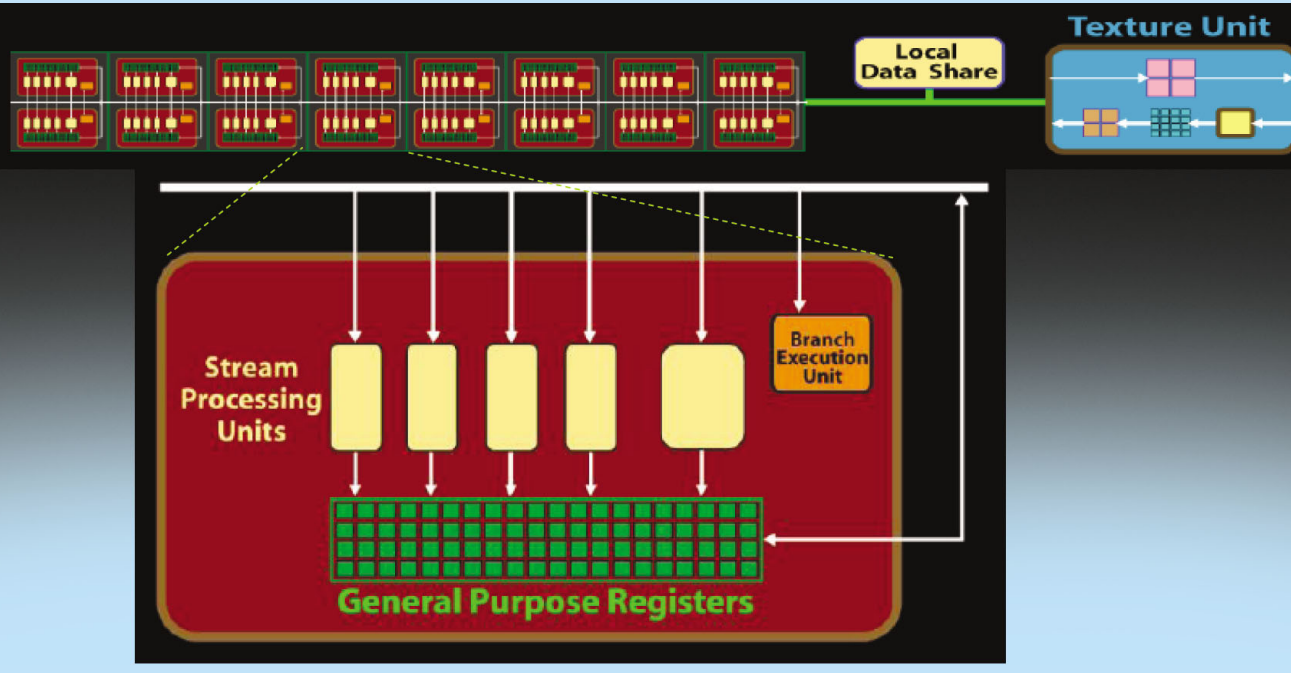 Texture Unit
Local
Data Share
Branch
Execution
Unit
Stream
Processing
Units
General Purpose Registers